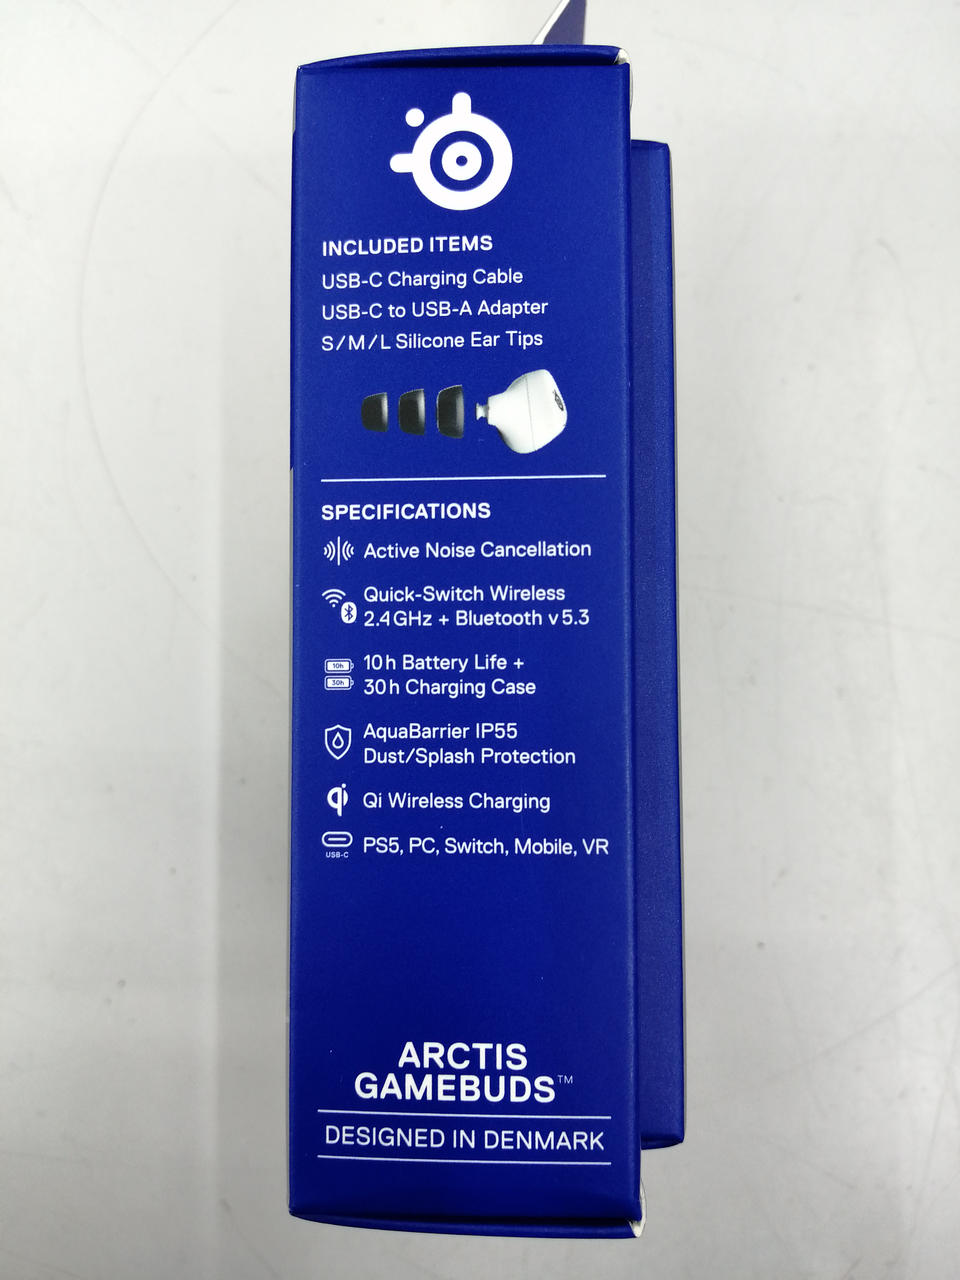 INCLUDED ITEMS
USB-C Charging Cable
USB-C to USB-A Adapter
S/M/L Silicone Ear Tips
SPECIFICATIONS
Active Noise Cancellation
Quick-Switch Wireless
2.4GHz + Bluetooth v5.3
10h
10h Battery Life +
30h
30h Charging Case
AquaBarrier IP55
Dust/Splash Protection
Qi Wireless Charging
USB-C
PS5, PC, Switch, Mobile, VR
ARCTIS
GAMEBUDS™
DESIGNED IN DENMARK